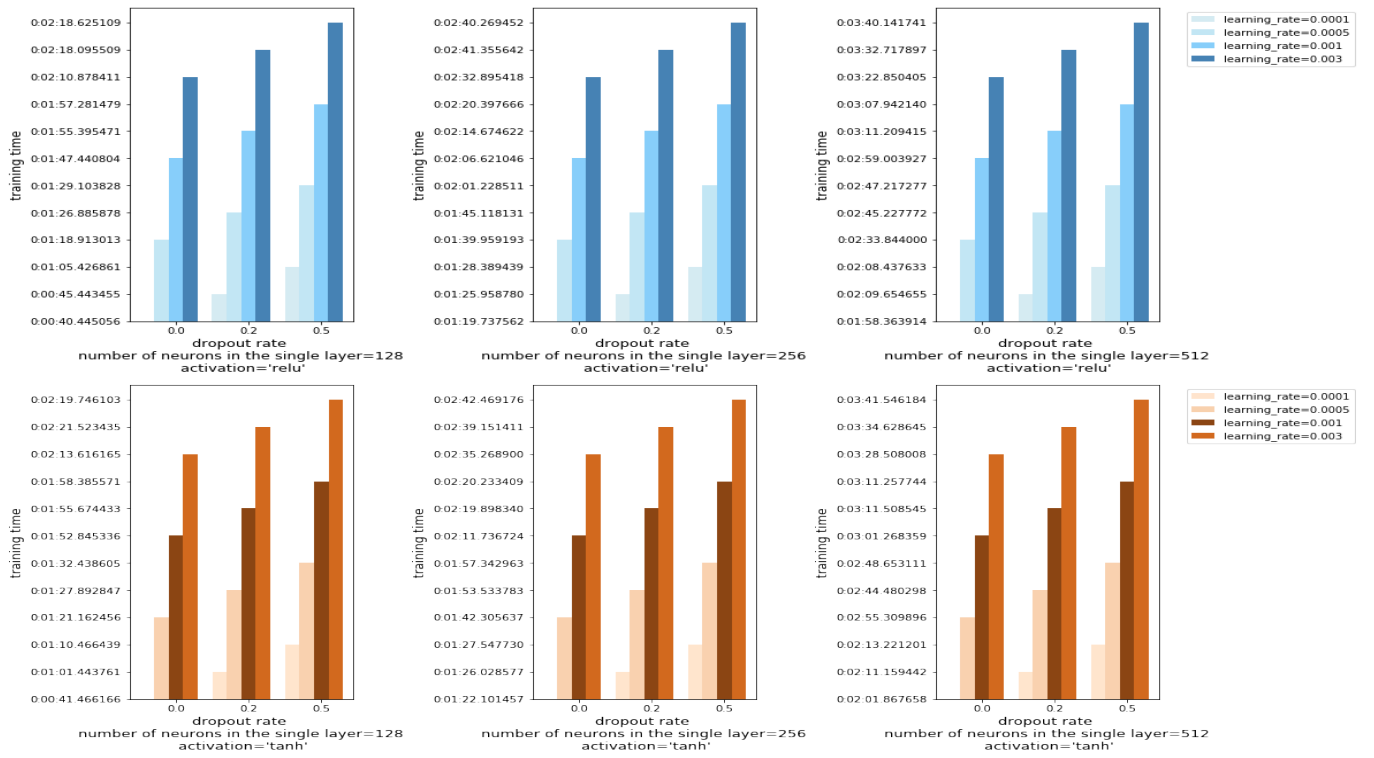 0:02:18.625109
0:02:18.095509
0:02:10.878411
0:01:57.281479
0:01:55.395471
0:01:47.440804
0:01:29.103828
0:01:26.885878
0:01:18.913013
0:01:05.426861
0:00:45.443455
0:00:40.445056
training time
0.0 0.2 0.5
dropout rate
number of neurons in the single layer=128
activation='relu'
0:02:40.269452
0:02:41.355642
0:02:32.895418
0:02:20.397666
0:02:14.674622
0:02:06.621046
0:02:01.228511
0:01:45.118131
0:01:39.959193
0:01:28.389439
0:01:25.958780
0:01:19.737562
training time
0.0 0.2 0.5
dropout rate
number of neurons in the single layer=256
activation='relu'
0:03:40.141741
0:03:32.717897
0:03:22.850405
0:03:07.942140
0:03:11.209415
0:02:59.003927
0:02:47.217277
0:02:45.227772
0:02:33.844000
0:02:08.437633
0:02:09.654655
0:01:58.363914
training time
0.0 0.2 0.5
dropout rate
number of neurons in the single layer=512
activation='relu'
learning_rate=0.0001
learning_rate=0.0005
learning_rate=0.001
learning_rate=0.003
0:02:19.746103
0:02:21.523435
0:02:13.616165
0:01:58.385571
0:01:55.674433
0:01:52.845336
0:01:32.438605
0:01:27.892847
0:01:21.162456
0:01:10.466439
0:01:01.443761
0:00:41.466166
training time
0.0 0.2 0.5
dropout rate
number of neurons in the single layer=128
activation='tanh'
0:02:42.469176
0:02:39.151411
0:02:35.268900
0:02:20.233409
0:02:19.898340
0:02:11.736724
0:01:57.342963
0:01:53.533783
0:01:42.305637
0:01:27.547730
0:01:26.028577
0:01:22.101457
training time
0.0 0.2 0.5
dropout rate
number of neurons in the single layer=256
activation='tanh'
0:03:41.546184
0:03:34.628645
0:03:28.508008
0:03:11.257744
0:03:11.508545
0:03:01.268359
0:02:48.653111
0:02:44.480298
0:02:55.309896
0:02:13.221201
0:02:11.159442
0:02:01.867658
training time
0.0 0.2 0.5
dropout rate
number of neurons in the single layer=512
activation='tanh'
learning_rate=0.0001
learning_rate=0.0005
learning_rate=0.001
learning_rate=0.003